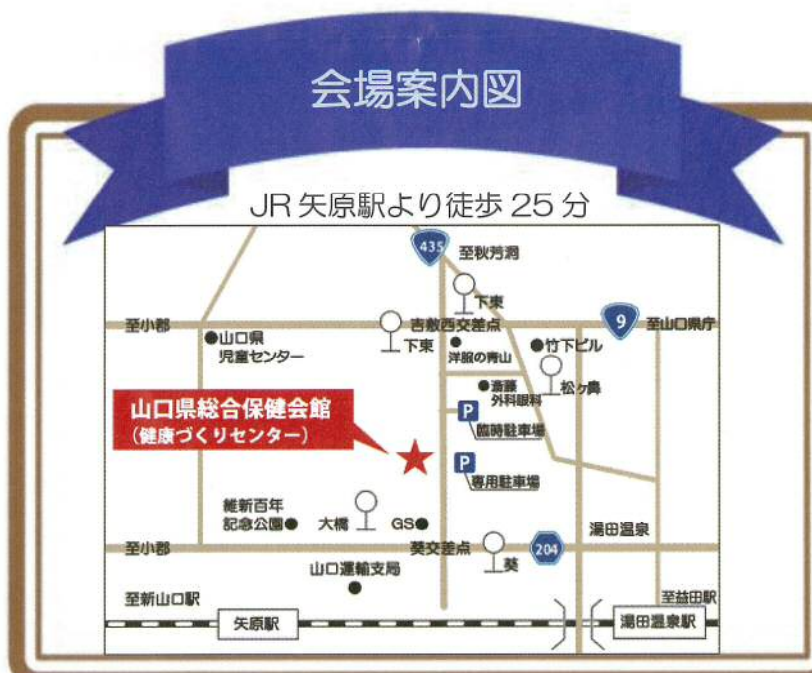 会場案内図
JR 矢原駅より徒歩 25 分
435
至秋芳洞
下東
至小郡
吉敷西交差点
9
至山口県庁
山口県
児童センター
下東
洋服の青山
竹下ビル
斎藤
外科眼科
松ヶ鼻
山口県総合保健会館
(健康づくりセンター)
P
臨時駐車場
P
専用駐車場
維新百年
記念公園
大橋
GS
湯田温泉
至小郡
葵交差点
葵
204
山口運輸支局
至新山口駅
至益田駅
矢原駅
湯田温泉駅